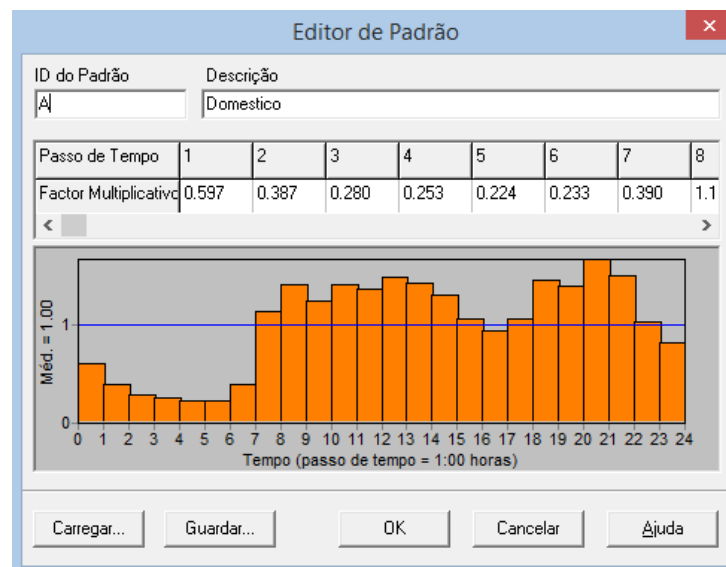 Editor de Padrão
ID do Padrão Descrição
A Domestico
Passo de Tempo 1 2 3 4 5 6 7 8
Factor Multiplicativo 0.597 0.387 0.280 0.253 0.224 0.233 0.390 1.1
Méd. = 1.00
1
0
0 1 2 3 4 5 6 7 8 9 10 11 12 13 14 15 16 17 18 19 20 21 22 23 24
Tempo (passo de tempo = 1:00 horas)
Carregar... Guardar... OK Cancelar Ajuda